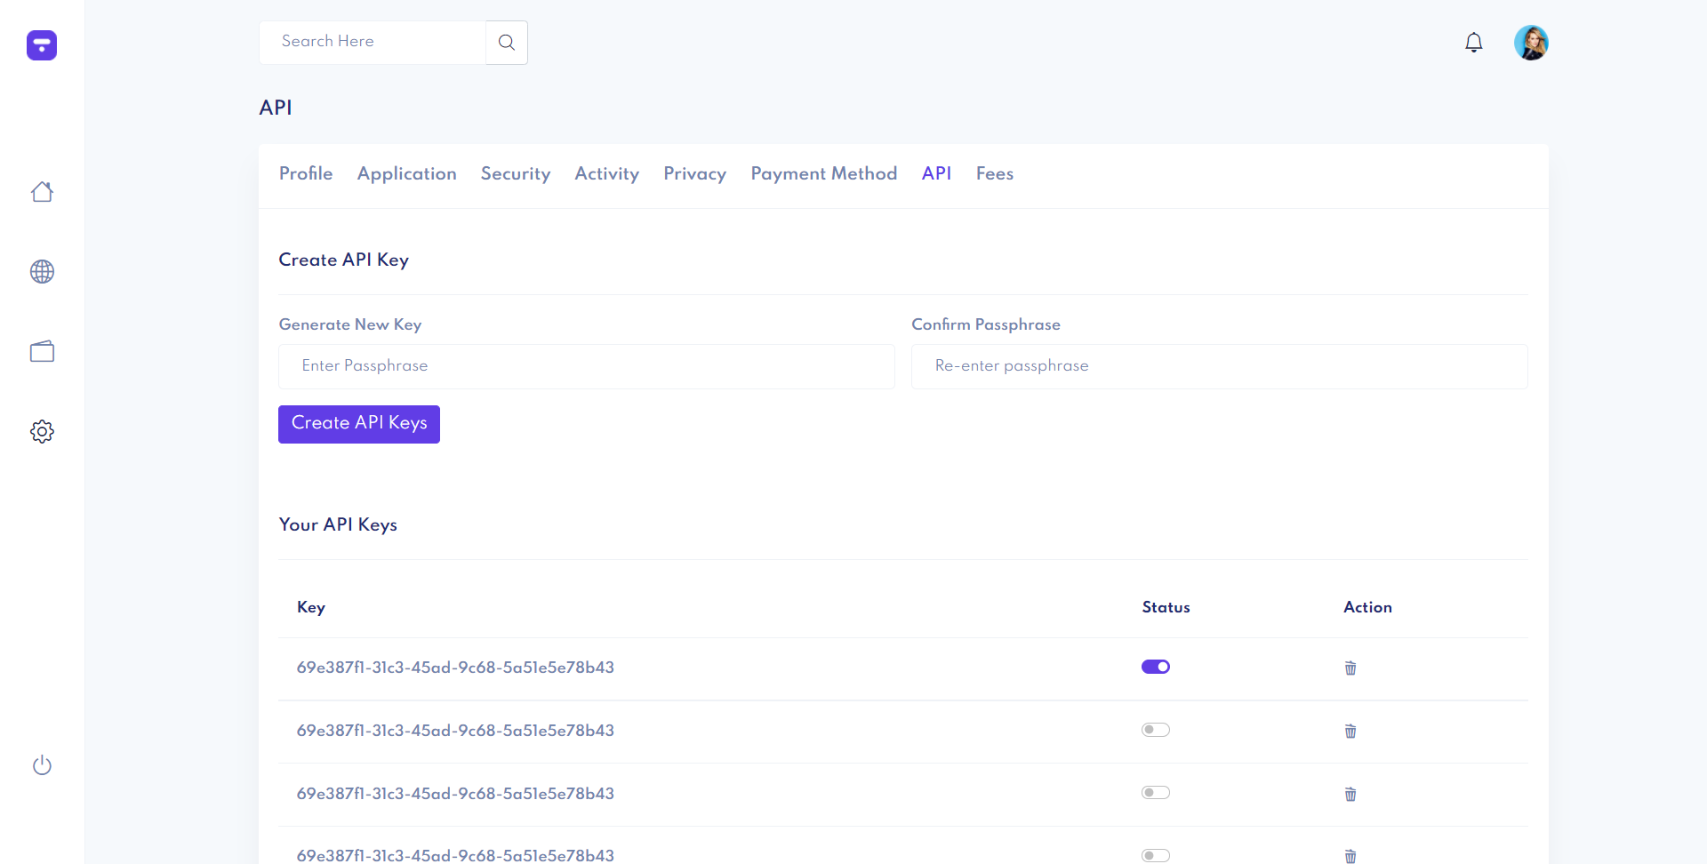 Search Here
API
Profile Application Security Activity Privacy Payment Method API Fees
Create API Key
Generate New Key Confirm Passphrase
Enter Passphrase Re-enter passphrase
Create API Keys
Your API Keys
Key Status Action
69e387f1-31c3-45ad-9c68-5a51e5e78b43
69e387f1-31c3-45ad-9c68-5a51e5e78b43
69e387f1-31c3-45ad-9c68-5a51e5e78b43
69e387f1-31c3-45ad-9c68-5a51e5e78b43